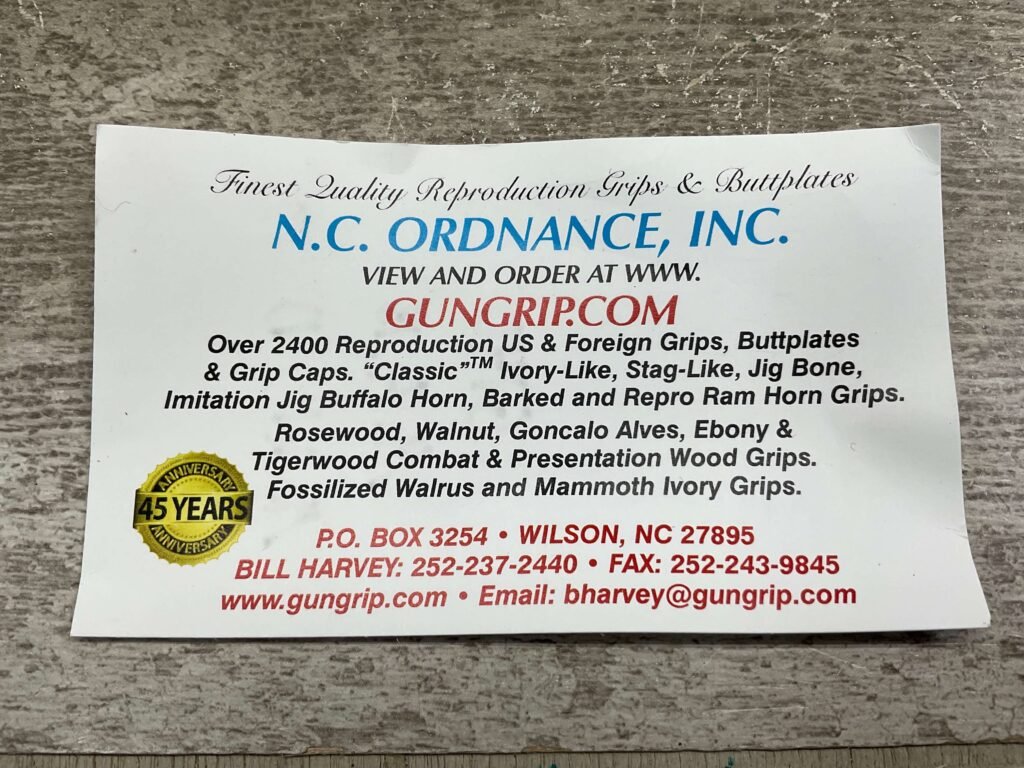 Finest Quality Reproduction Grips & Buttplates
N.C. ORDNANCE, INC.
VIEW AND ORDER AT WWW.
GUNGRIP.COM
Over 2400 Reproduction US & Foreign Grips, Buttplates
& Grip Caps. “Classic”™ Ivory-Like, Stag-Like, Jig Bone,
Imitation Jig Buffalo Horn, Barked and Repro Ram Horn Grips.
Rosewood, Walnut, Goncalo Alves, Ebony &
Tigerwood Combat & Presentation Wood Grips.
Fossilized Walrus and Mammoth Ivory Grips.
ANNIVERSARY
45 YEARS
ANNIVERSARY
P.O. BOX 3254 • WILSON, NC 27895
BILL HARVEY: 252-237-2440 • FAX: 252-243-9845
www.gungrip.com • Email: bharvey@gungrip.com